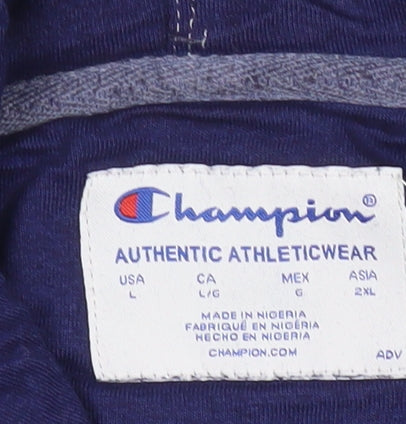 Champion®
AUTHENTIC ATHLETICWEAR
USA CA MEX ASIA
L L/G G 2XL
MADE IN NIGERIA
FABRIQUÉ EN NIGÉRIA
HECHO EN NIGERIA
CHAMPION.COM
ADV